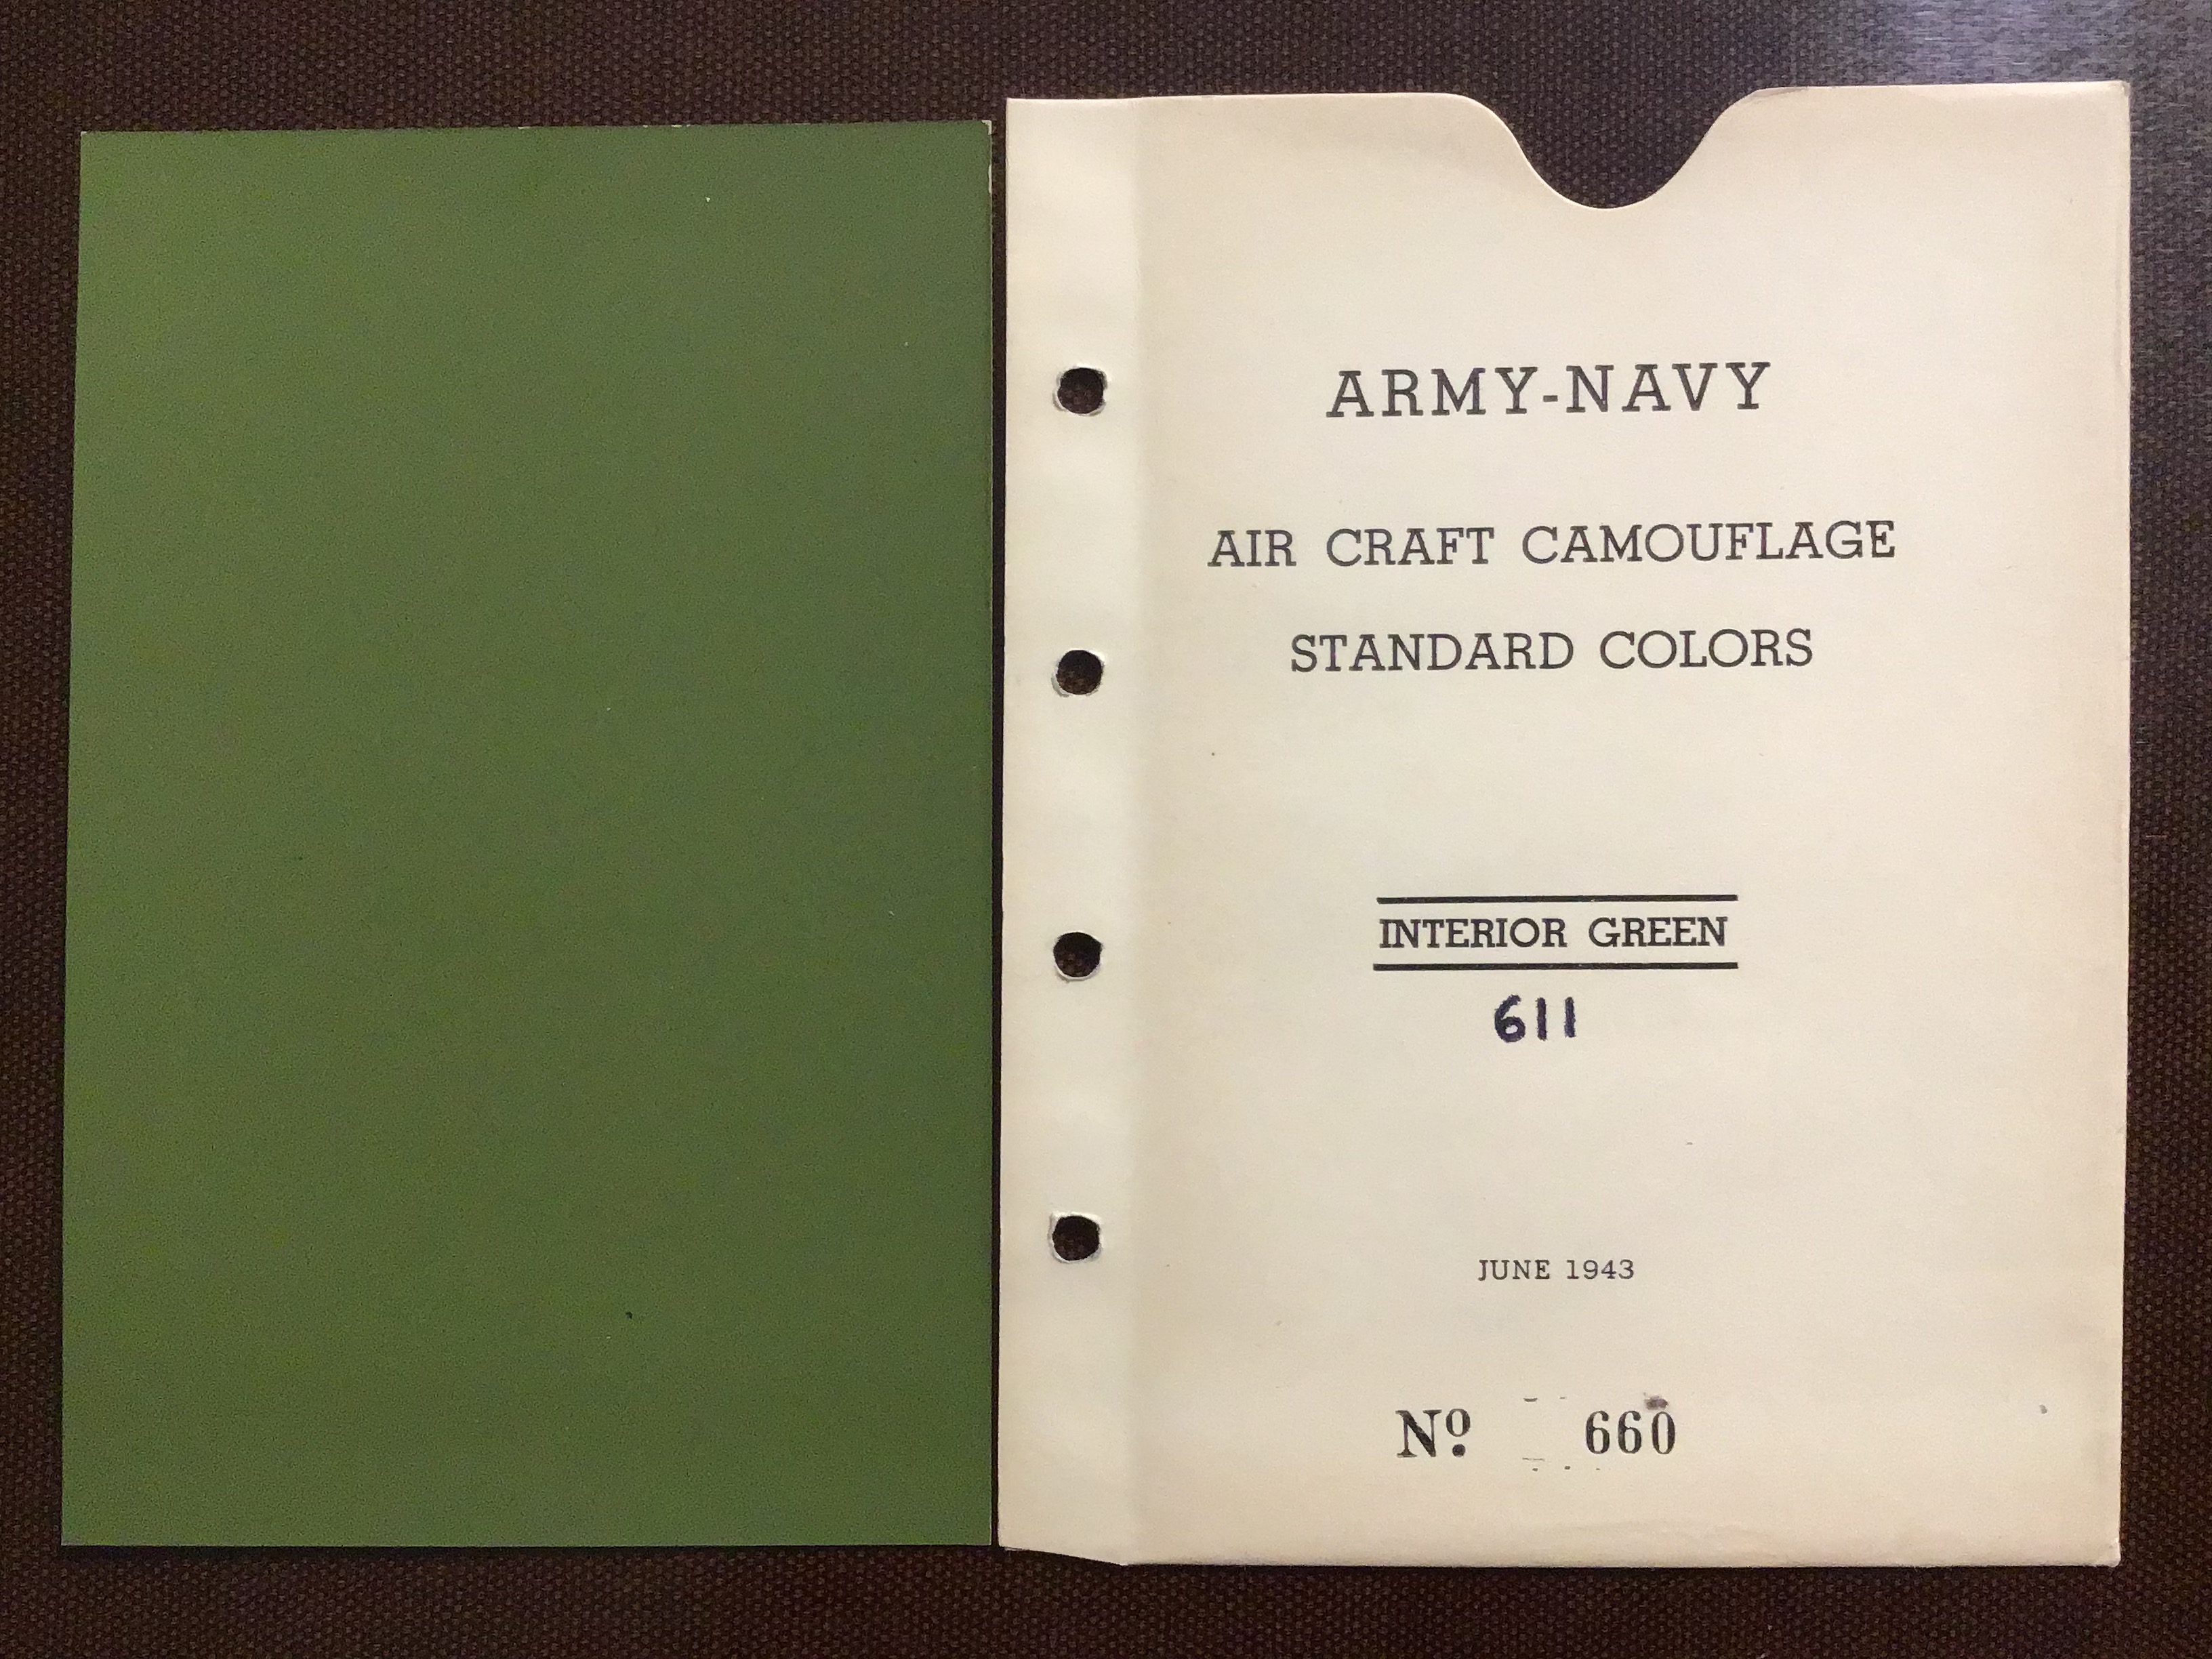 ARMY-NAVY
AIR CRAFT CAMOUFLAGE
STANDARD COLORS
INTERIOR GREEN
611
JUNE 1943
Nº 660